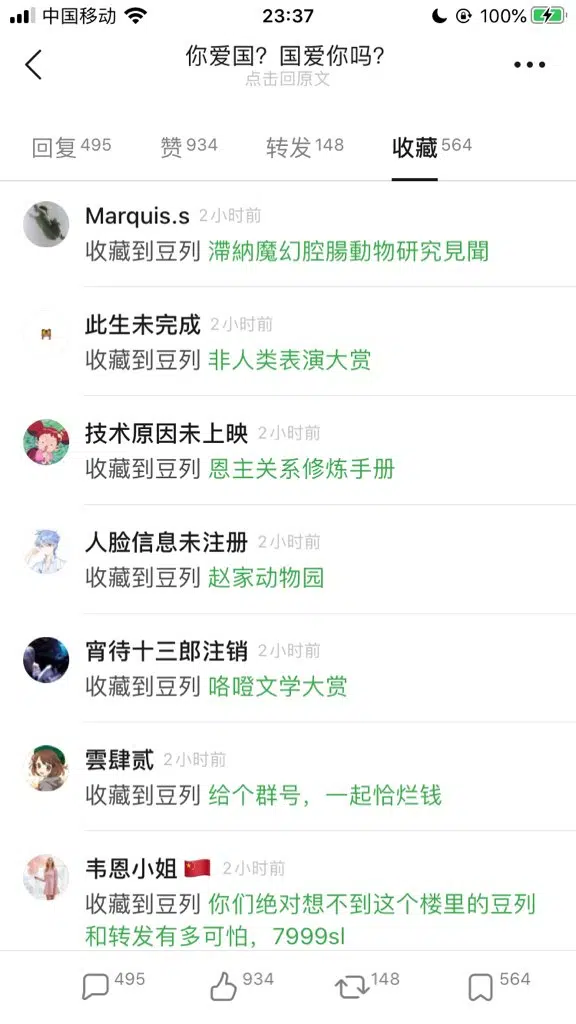 中国移动 23:37 100%
你爱国？国爱你吗？
点击回原文
回复 495 赞 934 转发 148 收藏 564
Marquis.s 2小时前
收藏到豆列 滯納魔幻腔腸動物研究見聞
此生未完成 2小时前
收藏到豆列 非人类表演大赏
技术原因未上映 2小时前
收藏到豆列 恩主关系修炼手册
人脸信息未注册 2小时前
收藏到豆列 赵家动物园
宵待十三郎注销 2小时前
收藏到豆列 咯噔文学大赏
雲肆贰 2小时前
收藏到豆列 给个群号，一起恰烂钱
韦恩小姐🇨🇳 2小时前
收藏到豆列 你们绝对想不到这个楼里的豆列
和转发有多可怕，7999sl
495 934 148 564